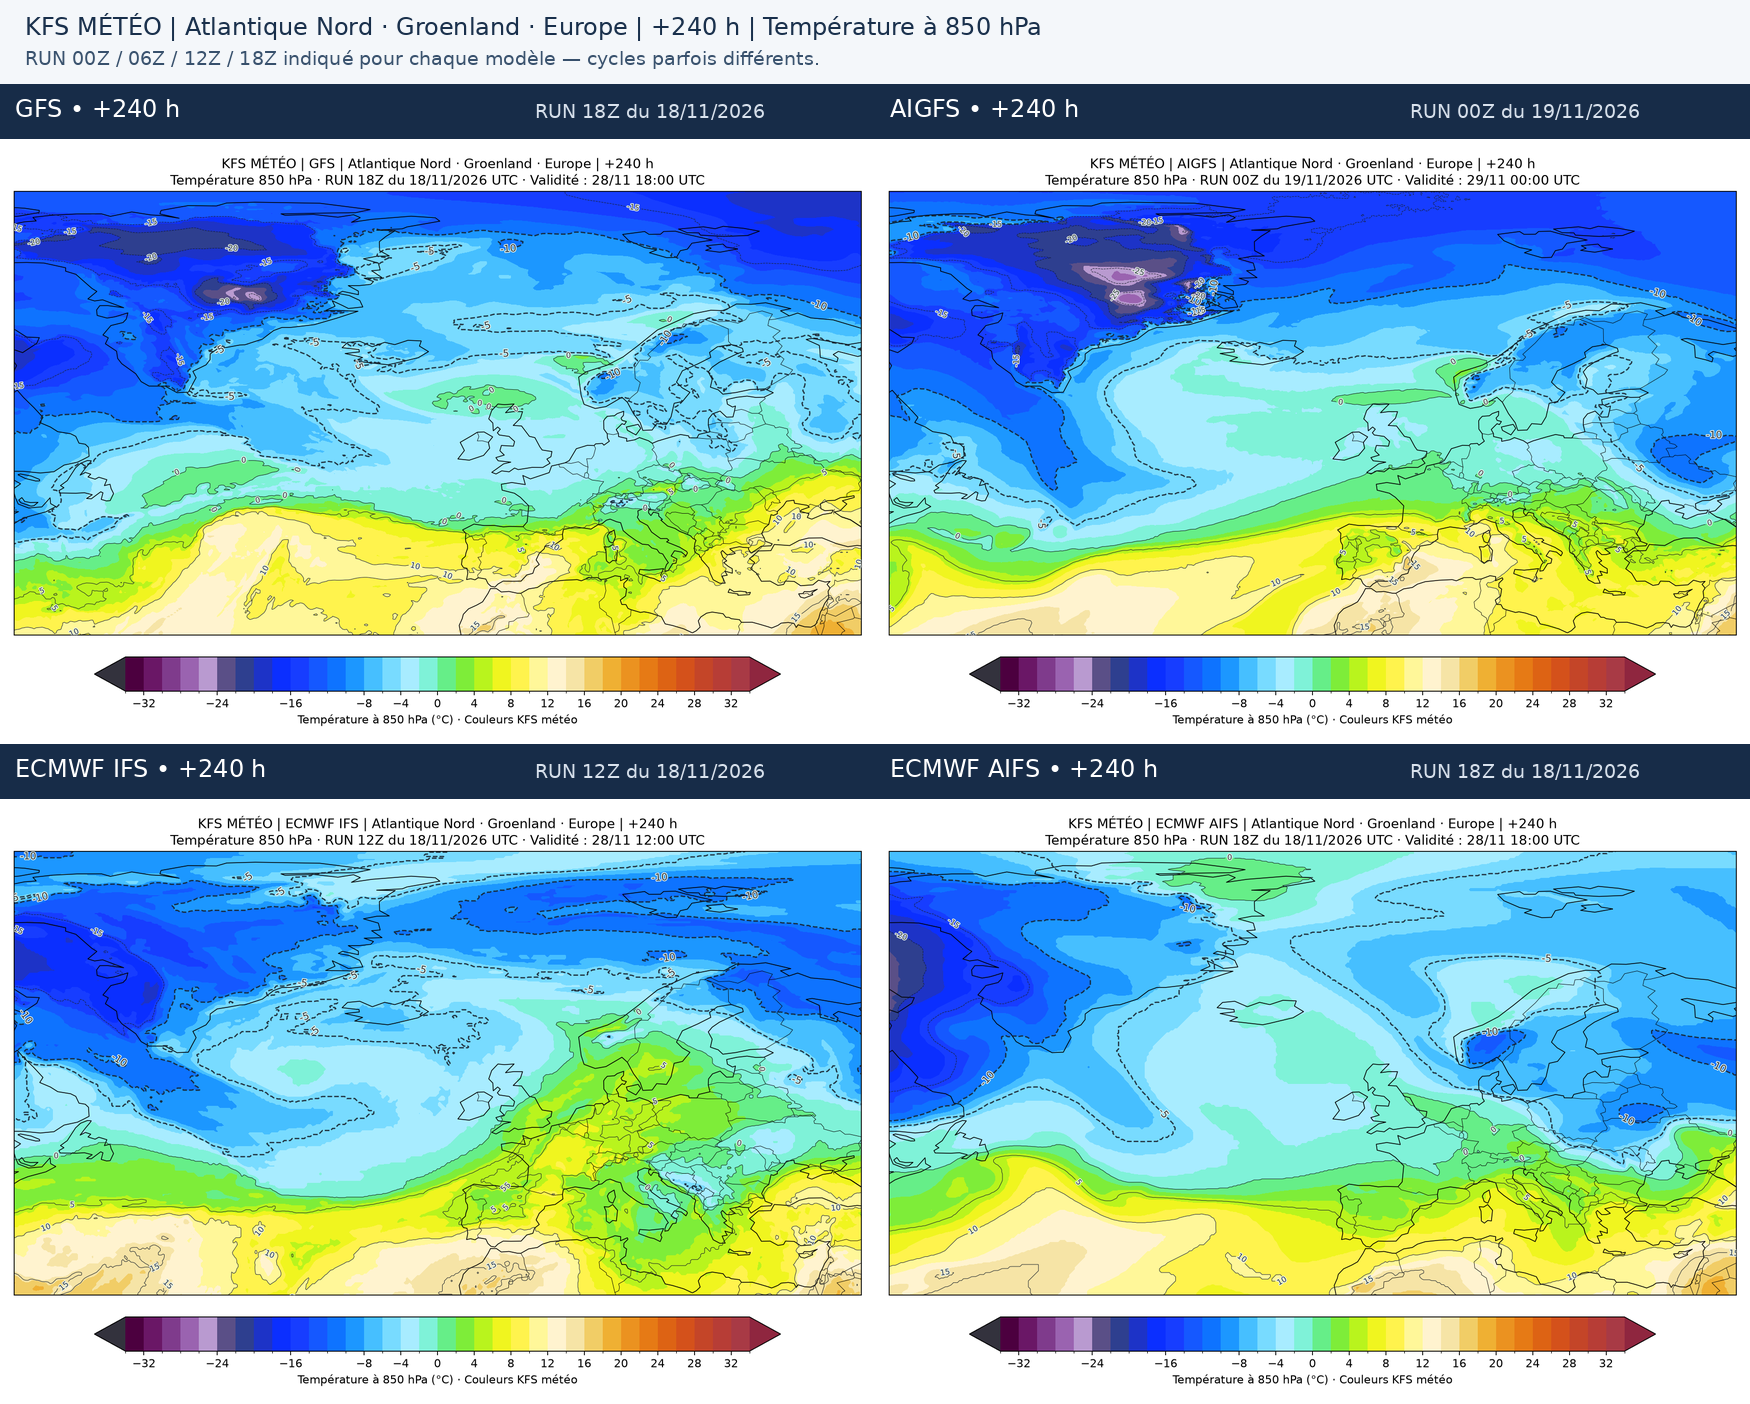 KFS MÉTÉO | Atlantique Nord · Groenland · Europe | +240 h | Température à 850 hPa
RUN 00Z / 06Z / 12Z / 18Z indiqué pour chaque modèle — cycles parfois différents.
GFS • +240 h
RUN 18Z du 18/11/2026
KFS MÉTÉO | GFS | Atlantique Nord · Groenland · Europe | +240 h
Température 850 hPa · RUN 18Z du 18/11/2026 UTC · Validité : 28/11 18:00 UTC
−32 −24 −16 −8 −4 0 4 8 12 16 20 24 28 32
Température à 850 hPa (°C) · Couleurs KFS météo
AIGFS • +240 h
RUN 00Z du 19/11/2026
KFS MÉTÉO | AIGFS | Atlantique Nord · Groenland · Europe | +240 h
Température 850 hPa · RUN 00Z du 19/11/2026 UTC · Validité : 29/11 00:00 UTC
−32 −24 −16 −8 −4 0 4 8 12 16 20 24 28 32
Température à 850 hPa (°C) · Couleurs KFS météo
ECMWF IFS • +240 h
RUN 12Z du 18/11/2026
KFS MÉTÉO | ECMWF IFS | Atlantique Nord · Groenland · Europe | +240 h
Température 850 hPa · RUN 12Z du 18/11/2026 UTC · Validité : 28/11 12:00 UTC
−32 −24 −16 −8 −4 0 4 8 12 16 20 24 28 32
Température à 850 hPa (°C) · Couleurs KFS météo
ECMWF AIFS • +240 h
RUN 18Z du 18/11/2026
KFS MÉTÉO | ECMWF AIFS | Atlantique Nord · Groenland · Europe | +240 h
Température 850 hPa · RUN 18Z du 18/11/2026 UTC · Validité : 28/11 18:00 UTC
−32 −24 −16 −8 −4 0 4 8 12 16 20 24 28 32
Température à 850 hPa (°C) · Couleurs KFS météo